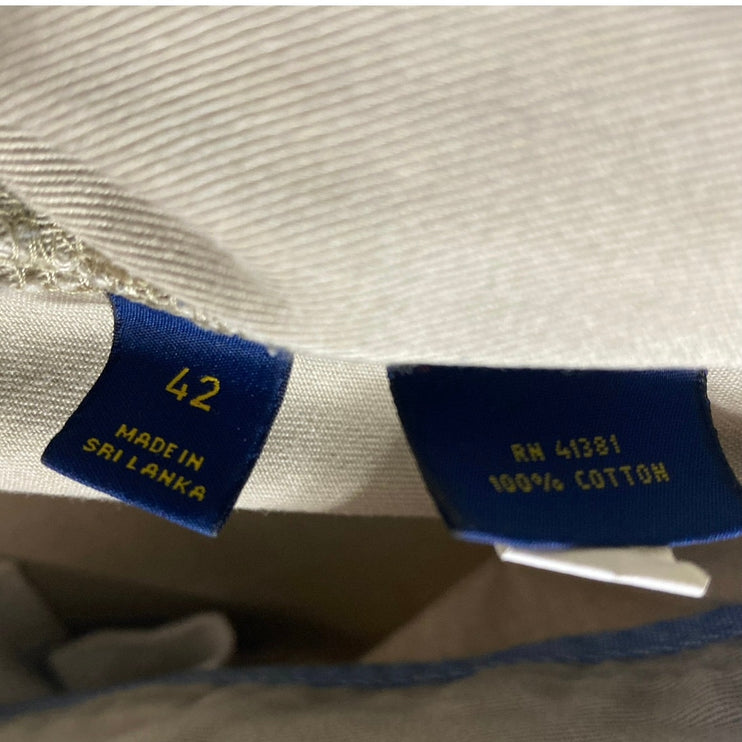 42
MADE IN
SRI LANKA
RN 41381
100% COTTON